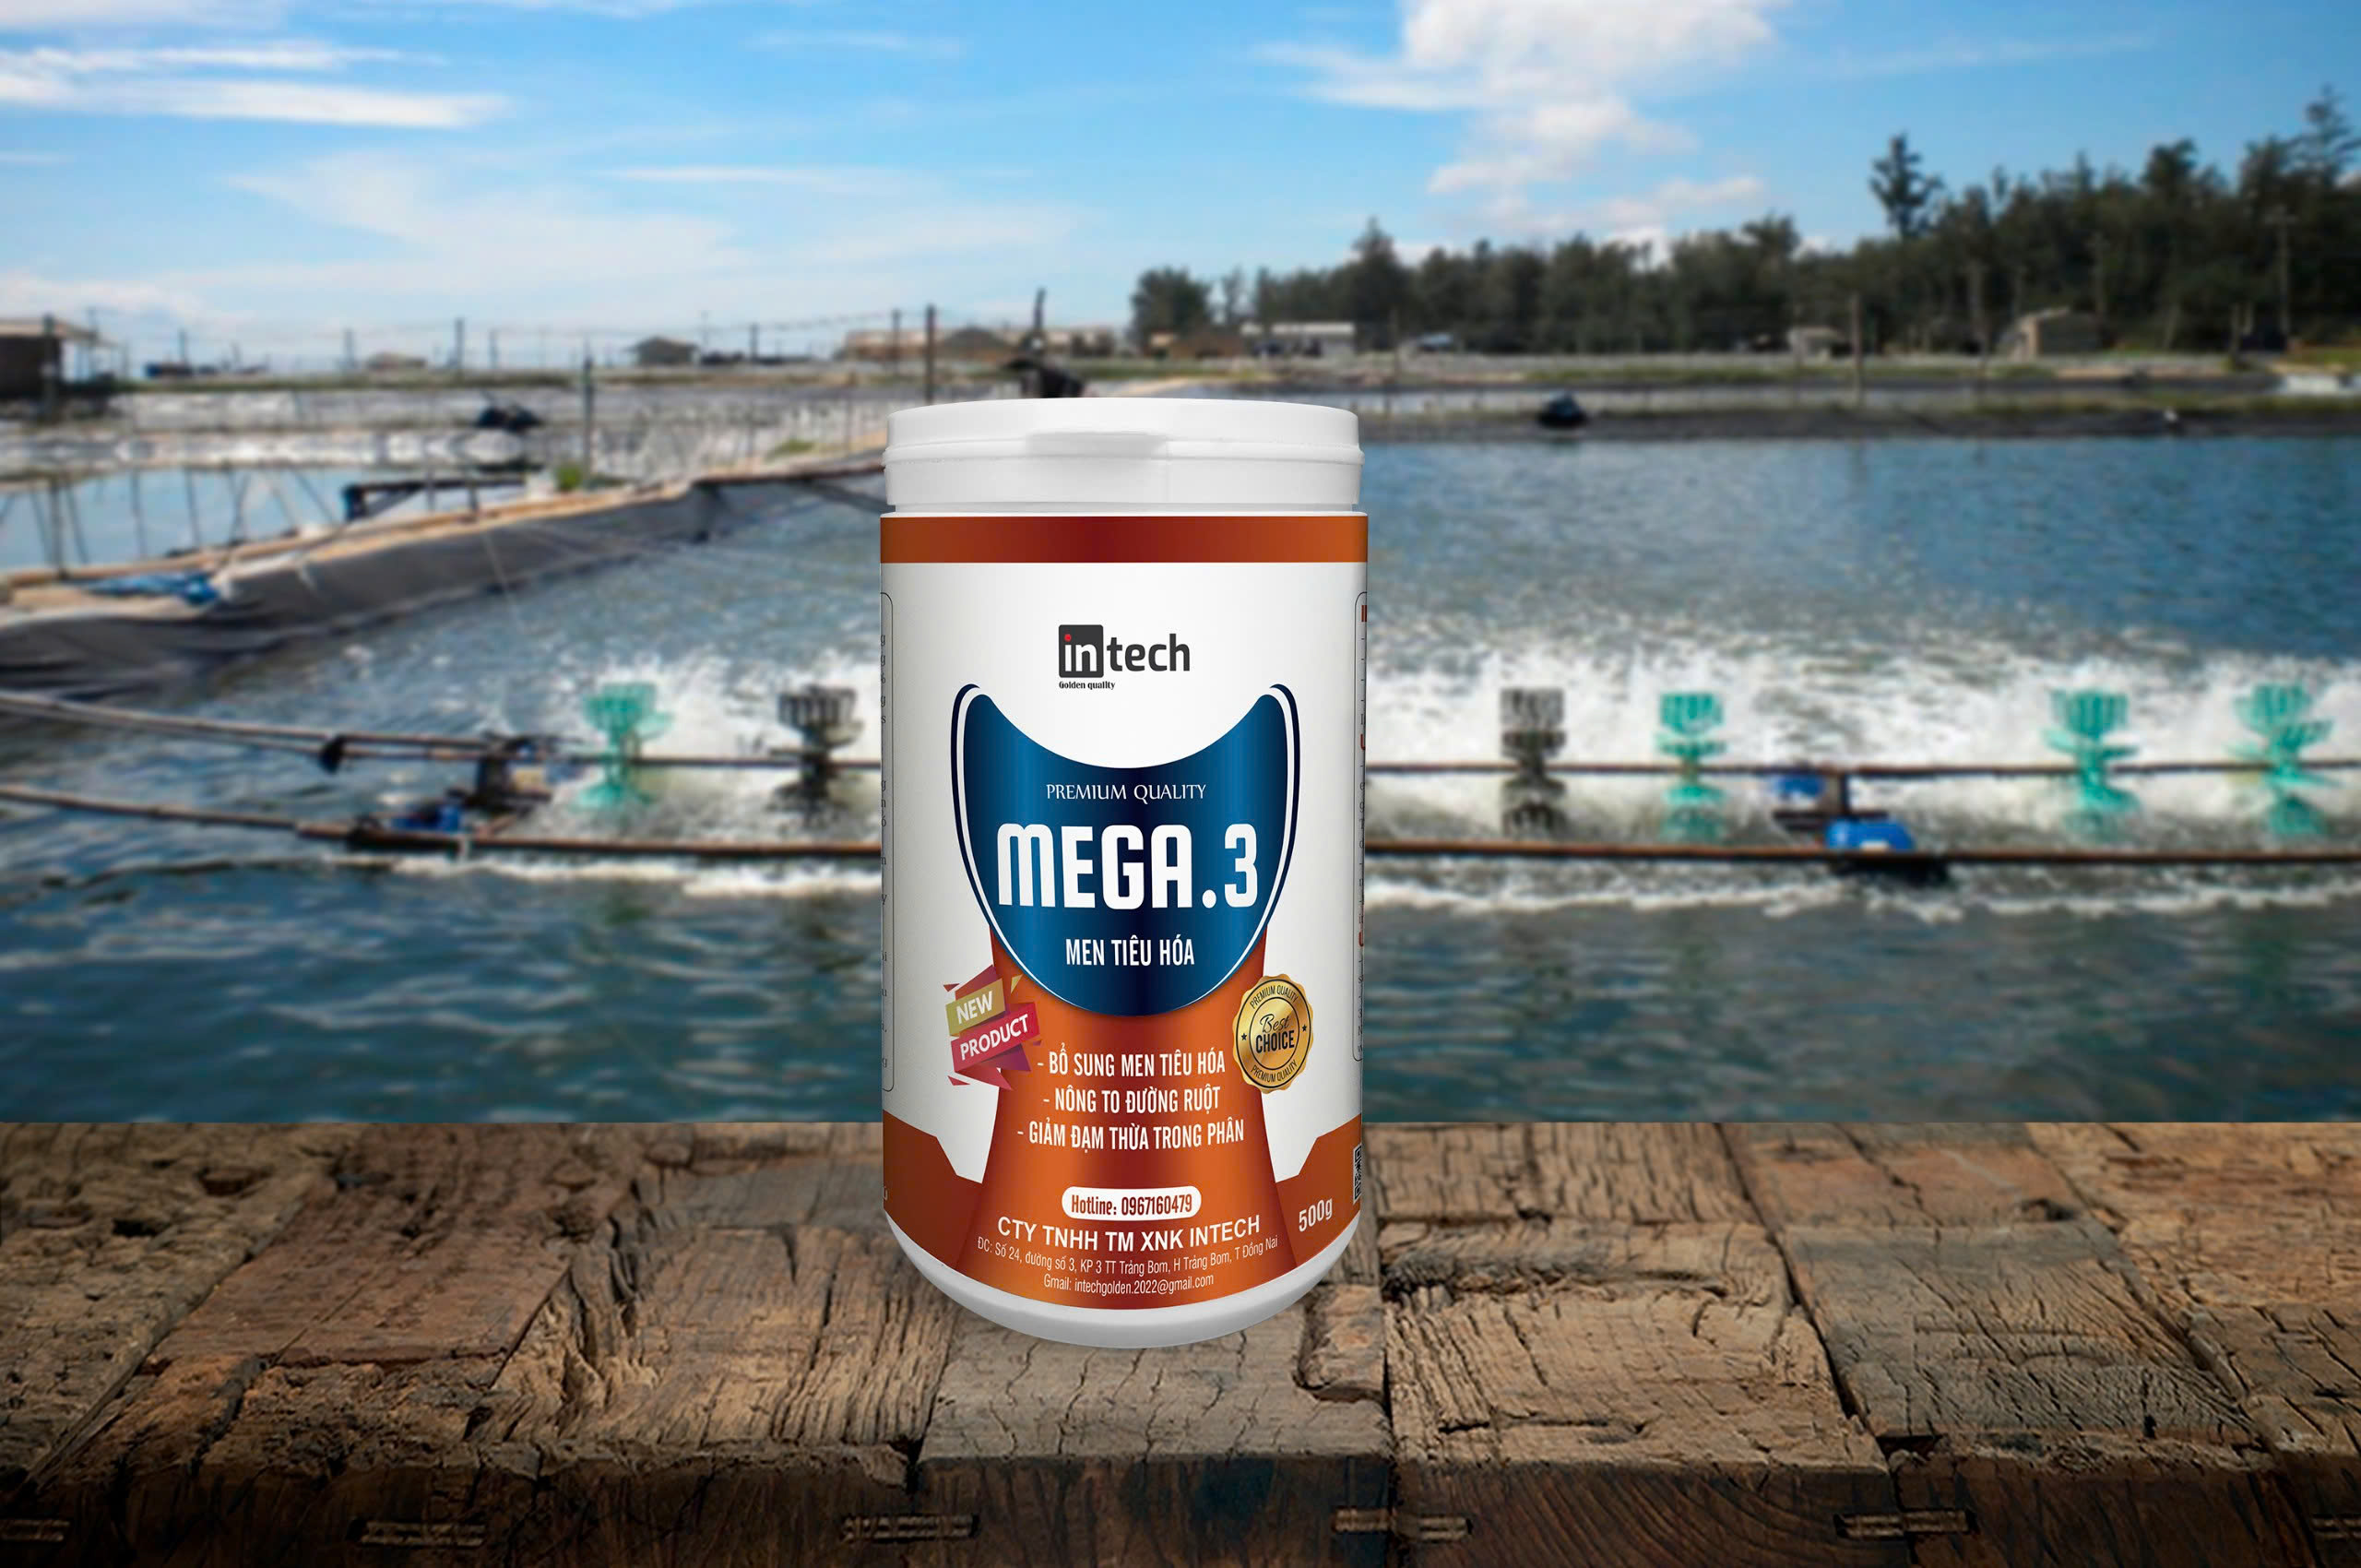 intech
Golden quality
PREMIUM QUALITY
MEGA.3
MEN TIÊU HÓA
NEW
PRODUCT
PREMIUM QUALITY
Best
CHOICE
PREMIUM QUALITY
- BỔ SUNG MEN TIÊU HÓA
- NÔNG TO ĐƯỜNG RUỘT
- GIẢM ĐẠM THỪA TRONG PHÂN
Hotline: 0967160479
CTY TNHH TM XNK INTECH
500g
ĐC: Số 24, đường số 3, KP 3 TT Trảng Bom, H Trảng Bom, T Đồng Nai
Gmail: intechgolden.2022@gmail.com